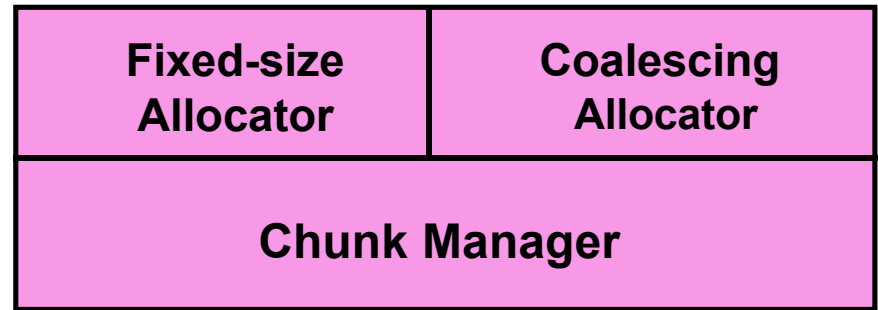 Fixed-size
Allocator
Coalescing
Allocator
Chunk Manager